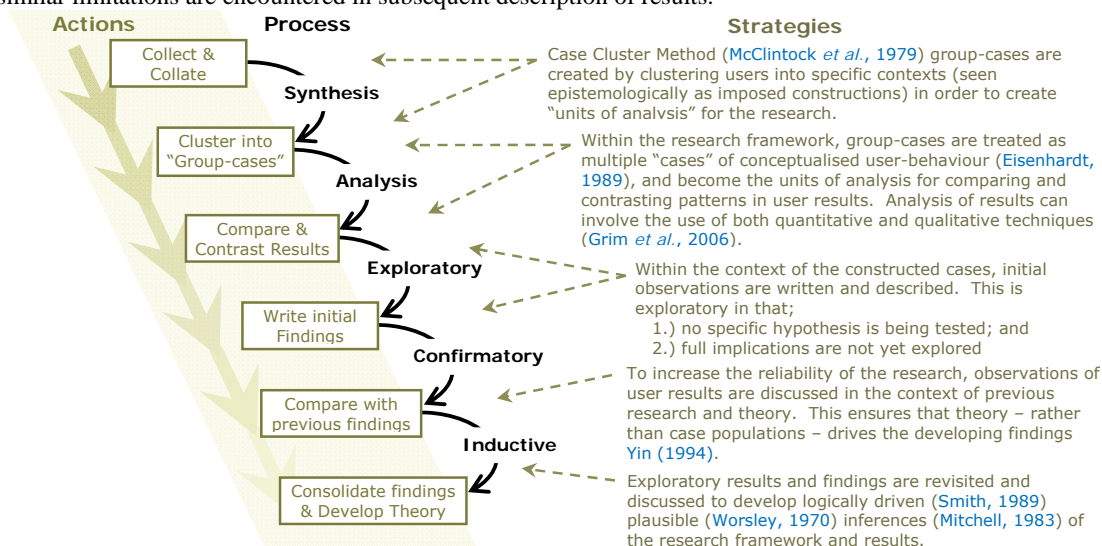 similar limitations are encountered in subsequent description of results.
Actions
Process
Strategies
Collect &
Collate
Synthesis
Cluster into
"Group-cases"
Analysis
Compare &
Contrast Results
Exploratory
Write initial
Findings
Confirmatory
Compare with
previous findings
Inductive
Consolidate findings
& Develop Theory
Case Cluster Method (McClintock et al., 1979) group-cases are
created by clustering users into specific contexts (seen
epistemologically as imposed constructions) in order to create
"units of analysis" for the research.
Within the research framework, group-cases are treated as
multiple "cases" of conceptualised user-behaviour (Eisenhardt,
1989), and become the units of analysis for comparing and
contrasting patterns in user results. Analysis of results can
involve the use of both quantitative and qualitative techniques
(Grim et al., 2006).
Within the context of the constructed cases, initial
observations are written and described. This is
exploratory in that;
1.) no specific hypothesis is being tested; and
2.) full implications are not yet explored
To increase the reliability of the research, observations of
user results are discussed in the context of previous
research and theory. This ensures that theory – rather
than case populations – drives the developing findings
Yin (1994).
Exploratory results and findings are revisited and
discussed to develop logically driven (Smith, 1989)
plausible (Worsley, 1970) inferences (Mitchell, 1983) of
the research framework and results.